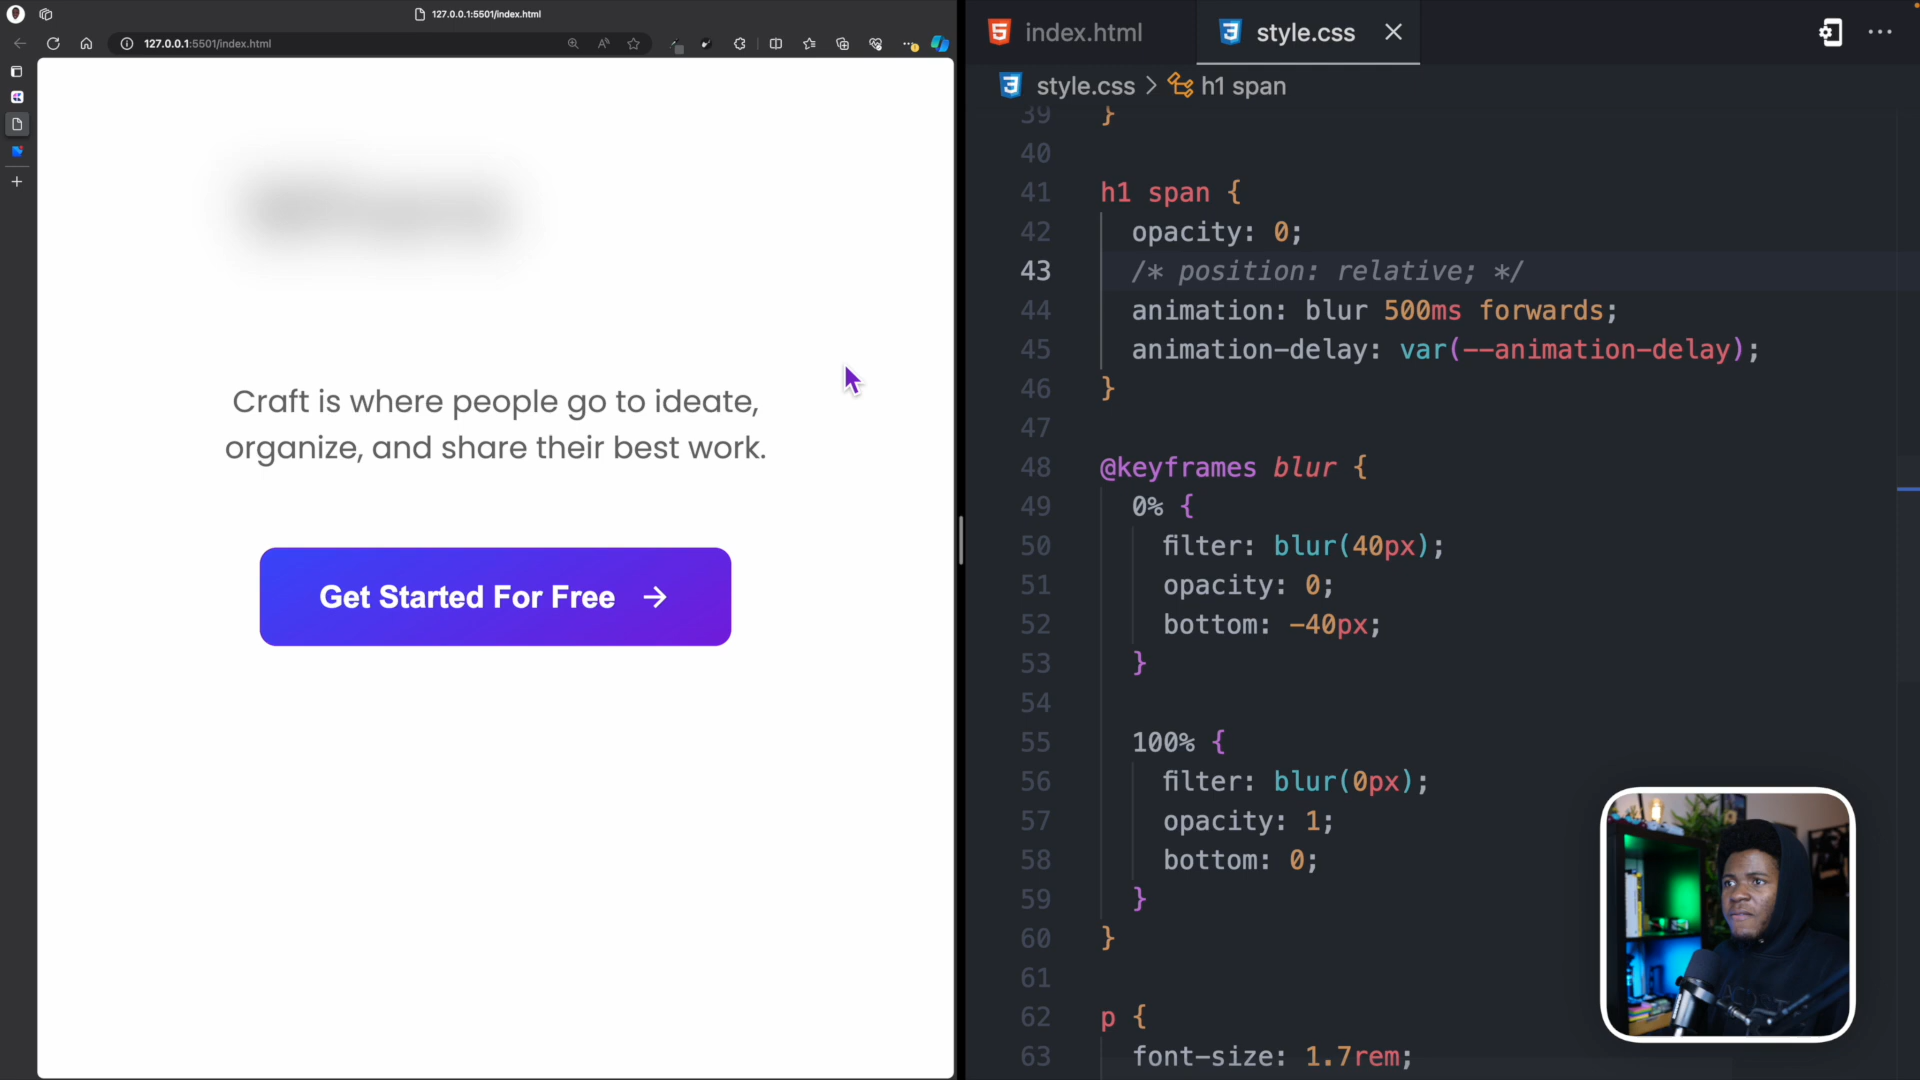 127.0.0.1:5501/index.html
127.0.0.1:5501/index.html
Craft is where people go to ideate,
organize, and share their best work.
Get Started For Free →
index.html
style.css
style.css > h1 span
39 }
40
41 h1 span {
42 opacity: 0;
43 /* position: relative; */
44 animation: blur 500ms forwards;
45 animation-delay: var(--animation-delay);
46 }
47
48 @keyframes blur {
49 0% {
50 filter: blur(40px);
51 opacity: 0;
52 bottom: -40px;
53 }
54
55 100% {
56 filter: blur(0px);
57 opacity: 1;
58 bottom: 0;
59 }
60 }
61
62 p {
63 font-size: 1.7rem;